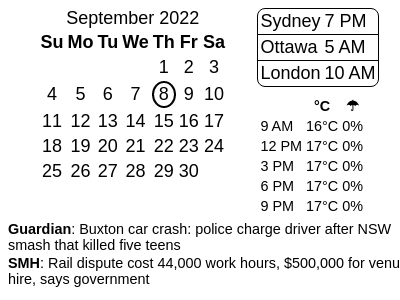 September 2022
Su Mo Tu We Th Fr Sa
1 2 3
4 5 6 7 8 9 10
11 12 13 14 15 16 17
18 19 20 21 22 23 24
25 26 27 28 29 30
Sydney 7 PM
Ottawa 5 AM
London 10 AM
°C ☂
9 AM 16°C 0%
12 PM 17°C 0%
3 PM 17°C 0%
6 PM 17°C 0%
9 PM 17°C 0%
Guardian: Buxton car crash: police charge driver after NSW
smash that killed five teens
SMH: Rail dispute cost 44,000 work hours, $500,000 for venu
hire, says government